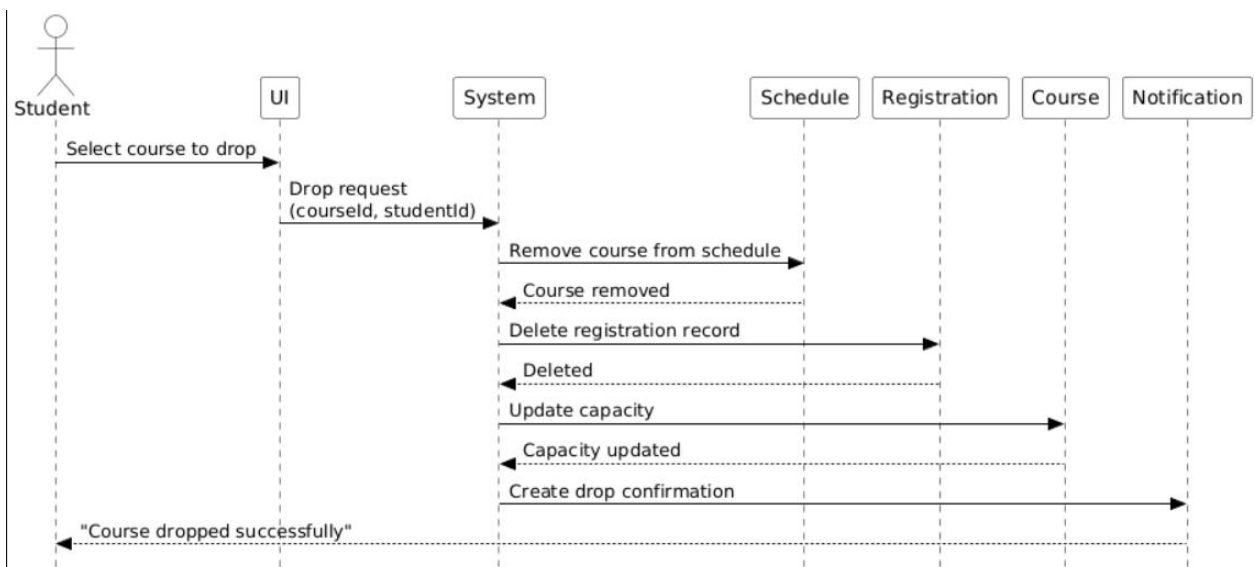 Student
UI
System
Schedule
Registration
Course
Notification
Select course to drop
Drop request
(courseId, studentId)
Remove course from schedule
Course removed
Delete registration record
Deleted
Update capacity
Capacity updated
Create drop confirmation
"Course dropped successfully"